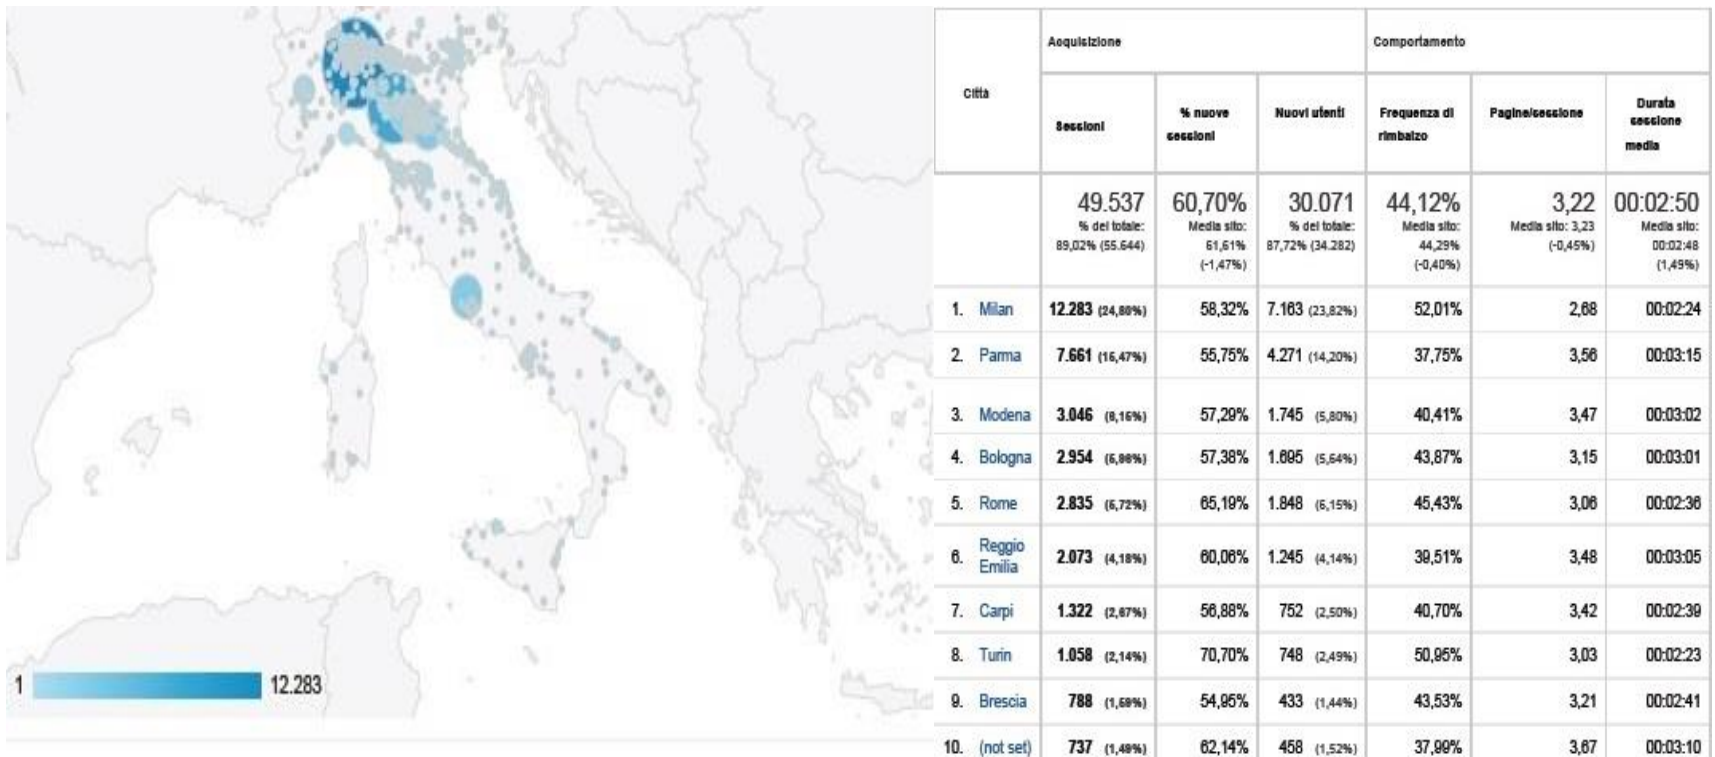 1
12.283
Acquisizione
Comportamento
Città
Sessioni
% nuove
sessioni
Nuovi utenti
Frequenza di
rimbalzo
Pagine/sessione
Durata
sessione
media
49.537
% del totale:
89,02% (55.644)
60,70%
Media sito:
61,61%
(-1,47%)
30.071
% del totale:
87,72% (34.282)
44,12%
Media sito:
44,29%
(-0,40%)
3,22
Media sito: 3,23
(-0,45%)
00:02:50
Media sito:
00:02:48
(1,49%)
1. Milan 12.283 (24,80%) 58,32% 7.163 (23,82%) 52,01% 2,68 00:02:24
2. Parma 7.661 (15,47%) 55,75% 4.271 (14,20%) 37,75% 3,56 00:03:15
3. Modena 3.046 (6,15%) 57,29% 1.745 (5,80%) 40,41% 3,47 00:03:02
4. Bologna 2.954 (5,96%) 57,38% 1.695 (5,64%) 43,87% 3,15 00:03:01
5. Rome 2.835 (5,72%) 65,19% 1.848 (6,15%) 45,43% 3,06 00:02:36
6. Reggio
Emilia 2.073 (4,18%) 60,06% 1.245 (4,14%) 39,51% 3,48 00:03:05
7. Carpi 1.322 (2,67%) 56,88% 752 (2,50%) 40,70% 3,42 00:02:39
8. Turin 1.058 (2,14%) 70,70% 748 (2,49%) 50,95% 3,03 00:02:23
9. Brescia 788 (1,59%) 54,95% 433 (1,44%) 43,53% 3,21 00:02:41
10. (not set) 737 (1,49%) 62,14% 458 (1,52%) 37,99% 3,67 00:03:10